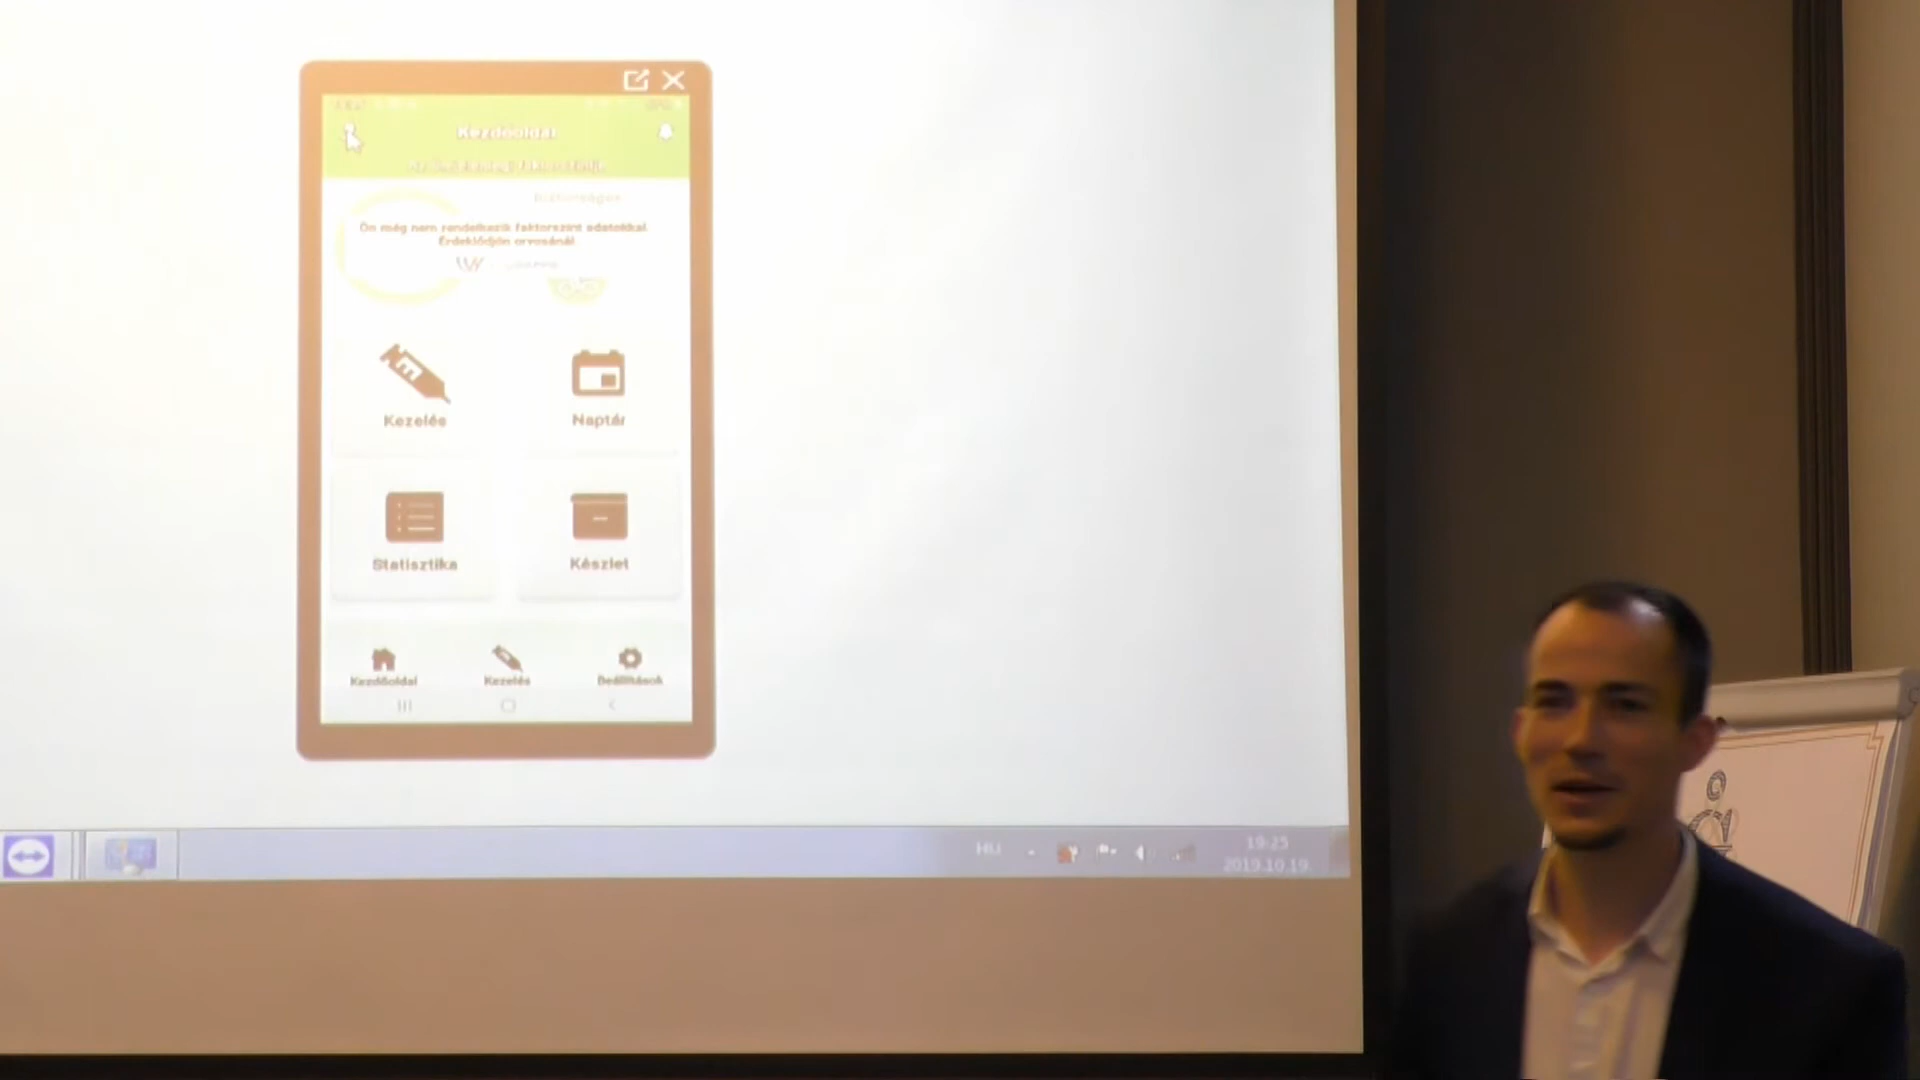 Kezdőoldal
Ön még nem rendelkezik faktorszint adatokkal.
Érdeklődjön orvosánál.
Kezelés
Naptár
Statisztika
Készlet
Kezdőoldal
Kezelés
Beállítások
HU
19:25
2019.10.19.